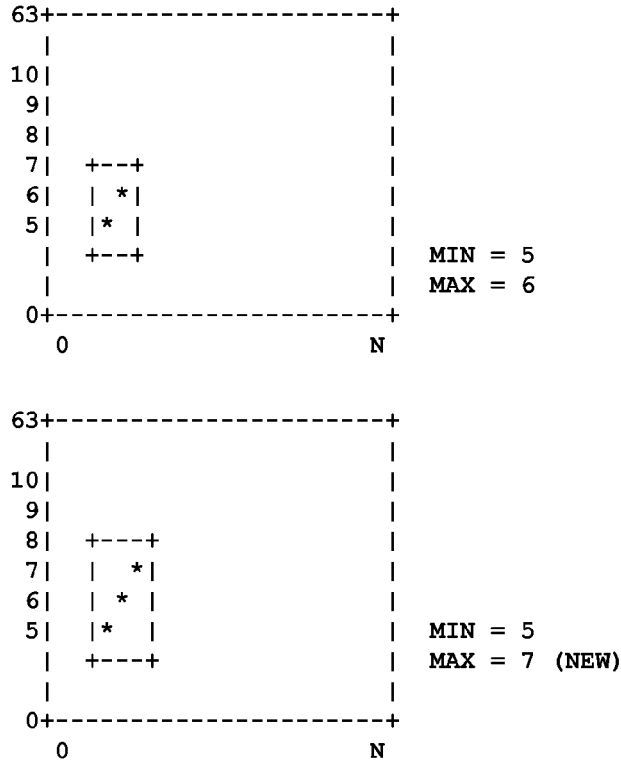 63+-----------------------+
|                       |
10|                       |
9|                       |
8|                       |
7|  +---+                |
6|  | *|                 |
5|  |* |                 |
|  +---+                |   MIN = 5
|                       |   MAX = 6
0+-----------------------+
0                    N
63+-----------------------+
|                       |
10|                       |
9|                       |
8|  +----+               |
7|  |  *|                |
6|  | * |                |
5|  |*  |                |   MIN = 5
|  +----+               |   MAX = 7 (NEW)
|                       |
0+-----------------------+
0                    N